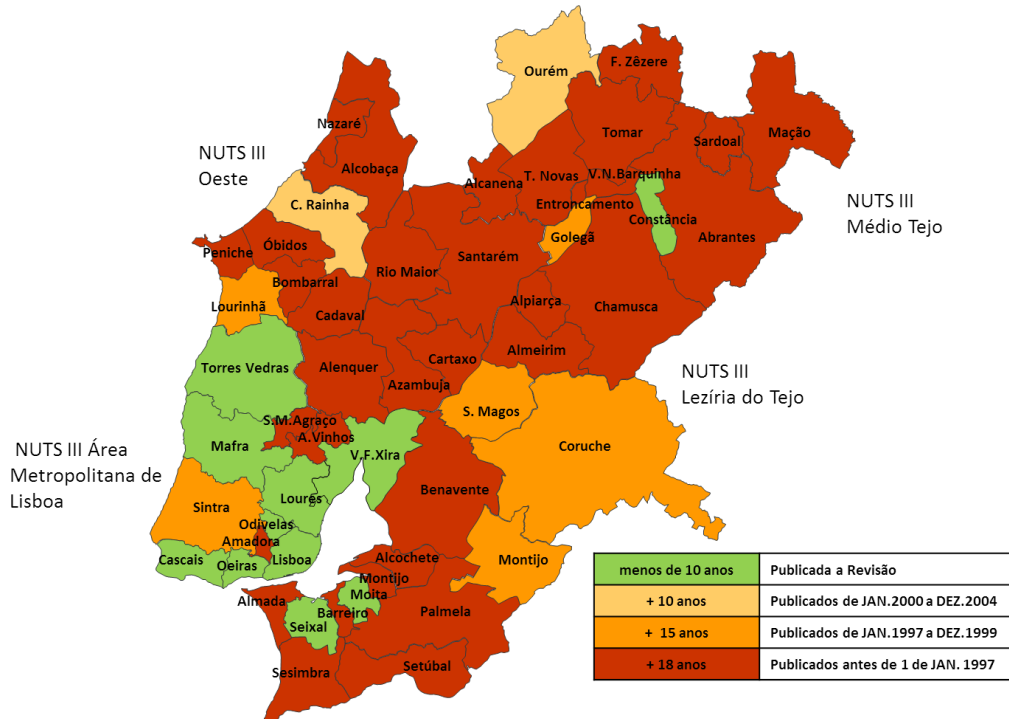 Ourém
F. Zêzere
Nazaré
Tomar
Sardoal
Mação
NUTS III
Oeste
Alcobaça
Alcanena
T. Novas
V.N.Barquinha
C. Rainha
Entroncamento
Constância
NUTS III
Médio Tejo
Golegã
Abrantes
Peniche
Óbidos
Santarém
Rio Maior
Bombarral
Lourinhã
Cadaval
Alpiarça
Chamusca
Torres Vedras
Alenquer
Cartaxo
Almeirim
Azambuja
NUTS III
Lezíria do Tejo
S. Magos
S.M.Agraço
A.Vinhos
Mafra
V.F.Xira
Coruche
NUTS III Área
Metropolitana de
Lisboa
Benavente
Loures
Sintra
Odivelas
Amadora
Cascais
Oeiras
Lisboa
Alcochete
Montijo
Montijo
Moita
Almada
Barreiro
Seixal
Palmela
Sesimbra
Setúbal
menos de 10 anos Publicada a Revisão
+ 10 anos Publicados de JAN.2000 a DEZ.2004
+ 15 anos Publicados de JAN.1997 a DEZ.1999
+ 18 anos Publicados antes de 1 de JAN. 1997